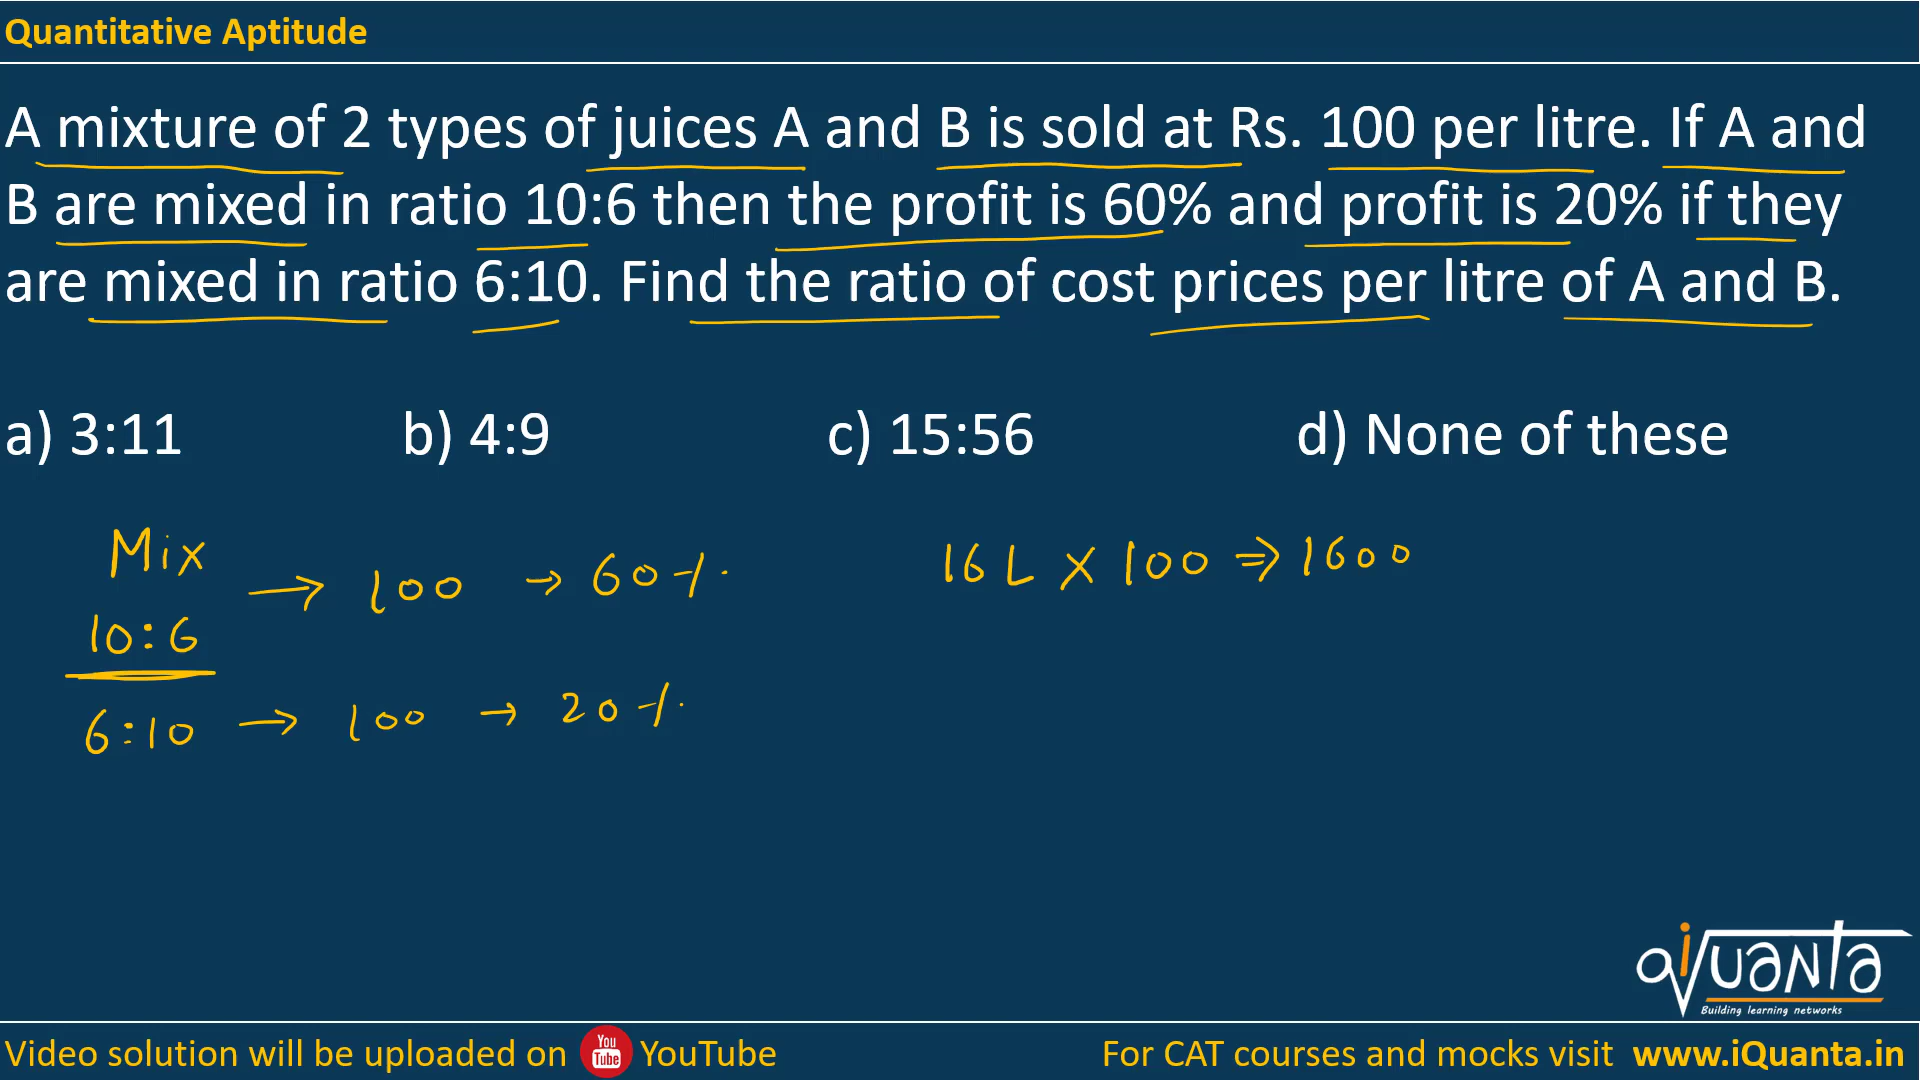 Quantitative Aptitude
A mixture of 2 types of juices A and B is sold at Rs. 100 per litre. If A and
B are mixed in ratio 10:6 then the profit is 60% and profit is 20% if they
are mixed in ratio 6:10. Find the ratio of cost prices per litre of A and B.
a) 3:11 b) 4:9 c) 15:56 d) None of these
Mix
10:6 → 100 → 60%
16 L × 100 ⇒ 1600
6:10 → 100 → 20%
iQuanta
Building learning networks
Video solution will be uploaded on You Tube YouTube
For CAT courses and mocks visit www.iQuanta.in